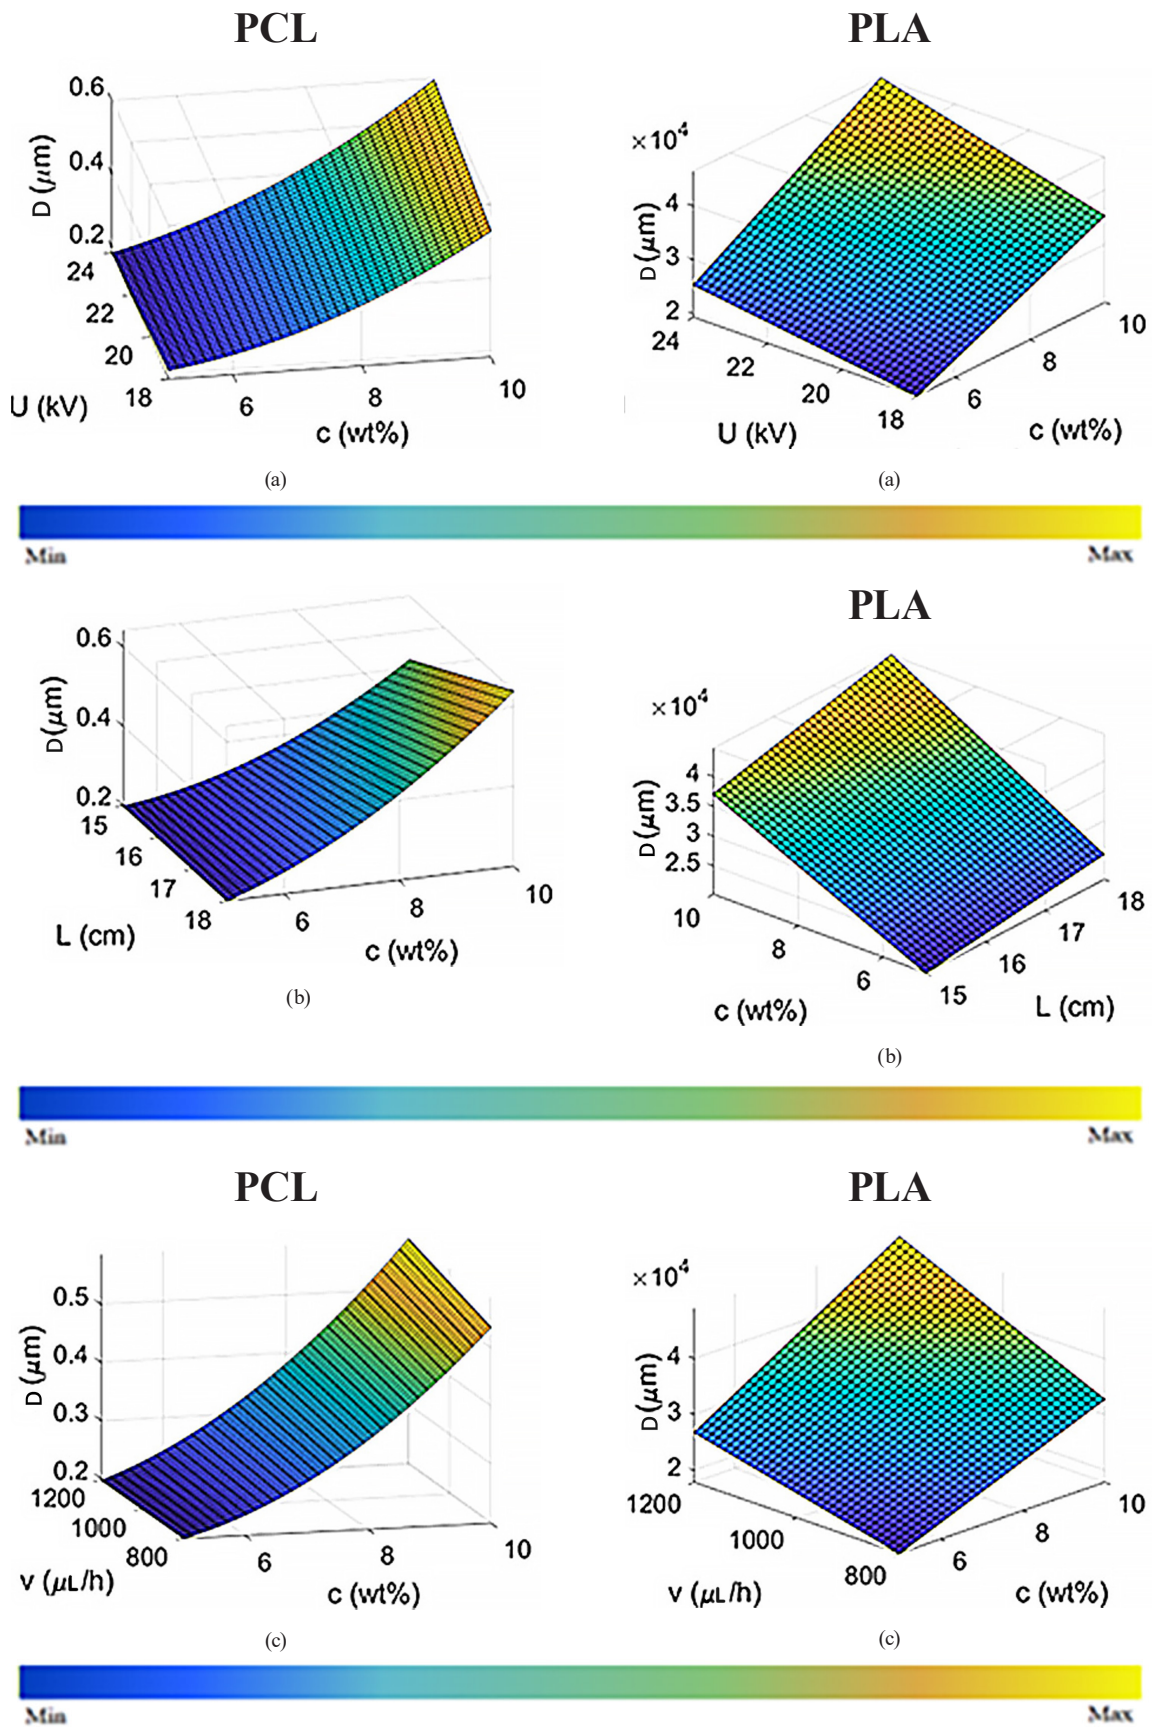 PCL
PLA
0.6
0.4
0.2
D (μm)
24
22
20
18
U (kV)
6
8
10
c (wt%)
(a)
×10⁴
4
3
2
D (μm)
24
22
20
18
U (kV)
6
8
10
c (wt%)
(a)
Min
Max
PLA
0.6
0.4
0.2
D (μm)
15
16
17
18
L (cm)
6
8
10
c (wt%)
(b)
×10⁴
4
3.5
3
2.5
D (μm)
10
8
6
c (wt%)
15
16
17
18
L (cm)
(b)
Min
Max
PCL
PLA
0.5
0.4
0.3
0.2
D (μm)
1200
1000
800
v (μL/h)
6
8
10
c (wt%)
(c)
×10⁴
4
3
2
D (μm)
1200
1000
800
v (μL/h)
6
8
10
c (wt%)
(c)
Min
Max